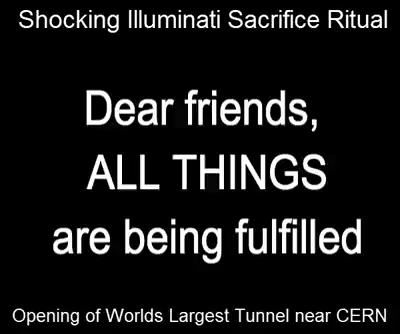 Shocking Illuminati Sacrifice Ritual
Dear friends,
ALL THINGS
are being fulfilled
Opening of Worlds Largest Tunnel near CERN